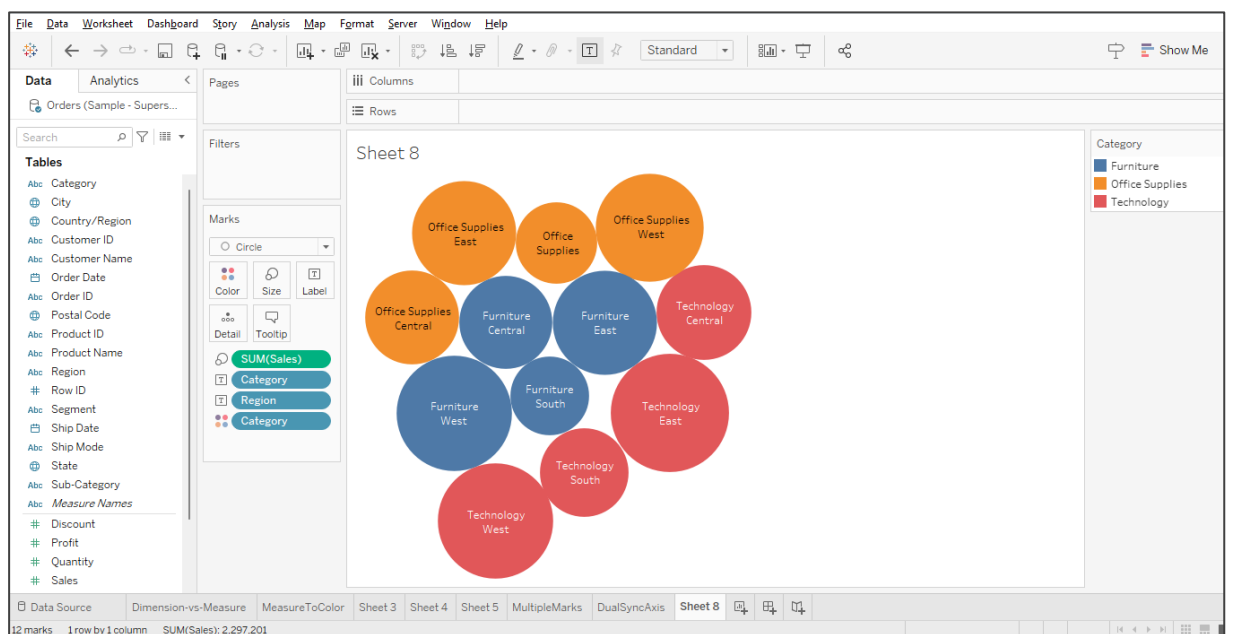 File Data Worksheet Dashboard Story Analysis Map Format Server Window Help
Standard
Show Me
Data Analytics
Orders (Sample - Supers...
Search
Tables
Abc Category
City
Country/Region
Abc Customer ID
Abc Customer Name
Order Date
Abc Order ID
Postal Code
Abc Product ID
Abc Product Name
Abc Region
# Row ID
Abc Segment
Ship Date
Abc Ship Mode
State
Abc Sub-Category
Abc Measure Names
# Discount
# Profit
# Quantity
# Sales
Pages
Filters
Marks
Circle
Color Size Label
T
Detail Tooltip
SUM(Sales)
T Category
T Region
Category
iii Columns
Rows
Sheet 8
Office Supplies
East
Office
Supplies
Office Supplies
West
Office Supplies
Central
Furniture
Central
Furniture
East
Technology
Central
Furniture
West
Furniture
South
Technology
East
Technology
South
Technology
West
Category
Furniture
Office Supplies
Technology
Data Source Dimension-vs-Measure MeasureToColor Sheet 3 Sheet 4 Sheet 5 MultipleMarks DualSyncAxis Sheet 8
12 marks 1 row by 1 column SUM(Sales): 2,297,201